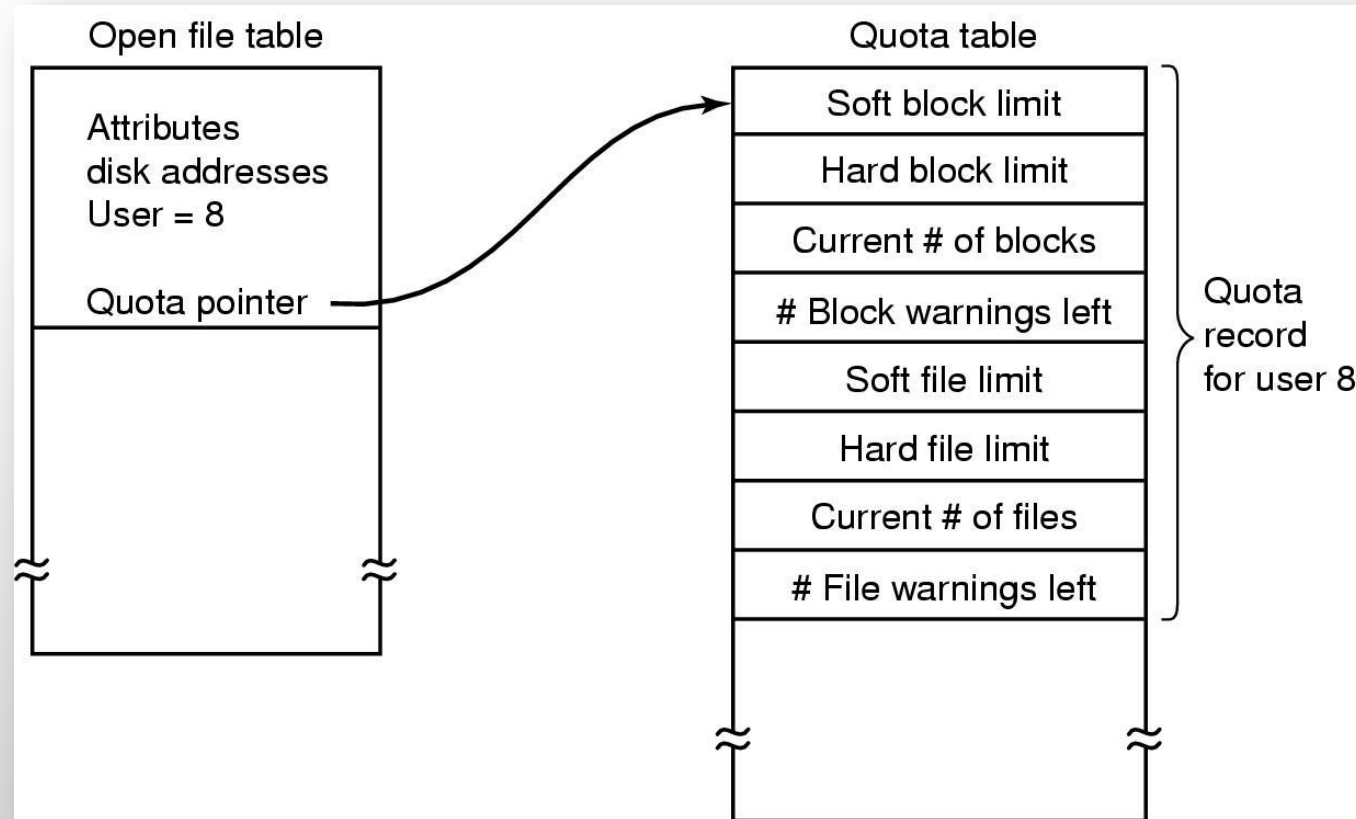 Open file table
Attributes
disk addresses
User = 8
Quota pointer
Quota table
Soft block limit
Hard block limit
Current # of blocks
# Block warnings left
Soft file limit
Hard file limit
Current # of files
# File warnings left
Quota
record
for user 8